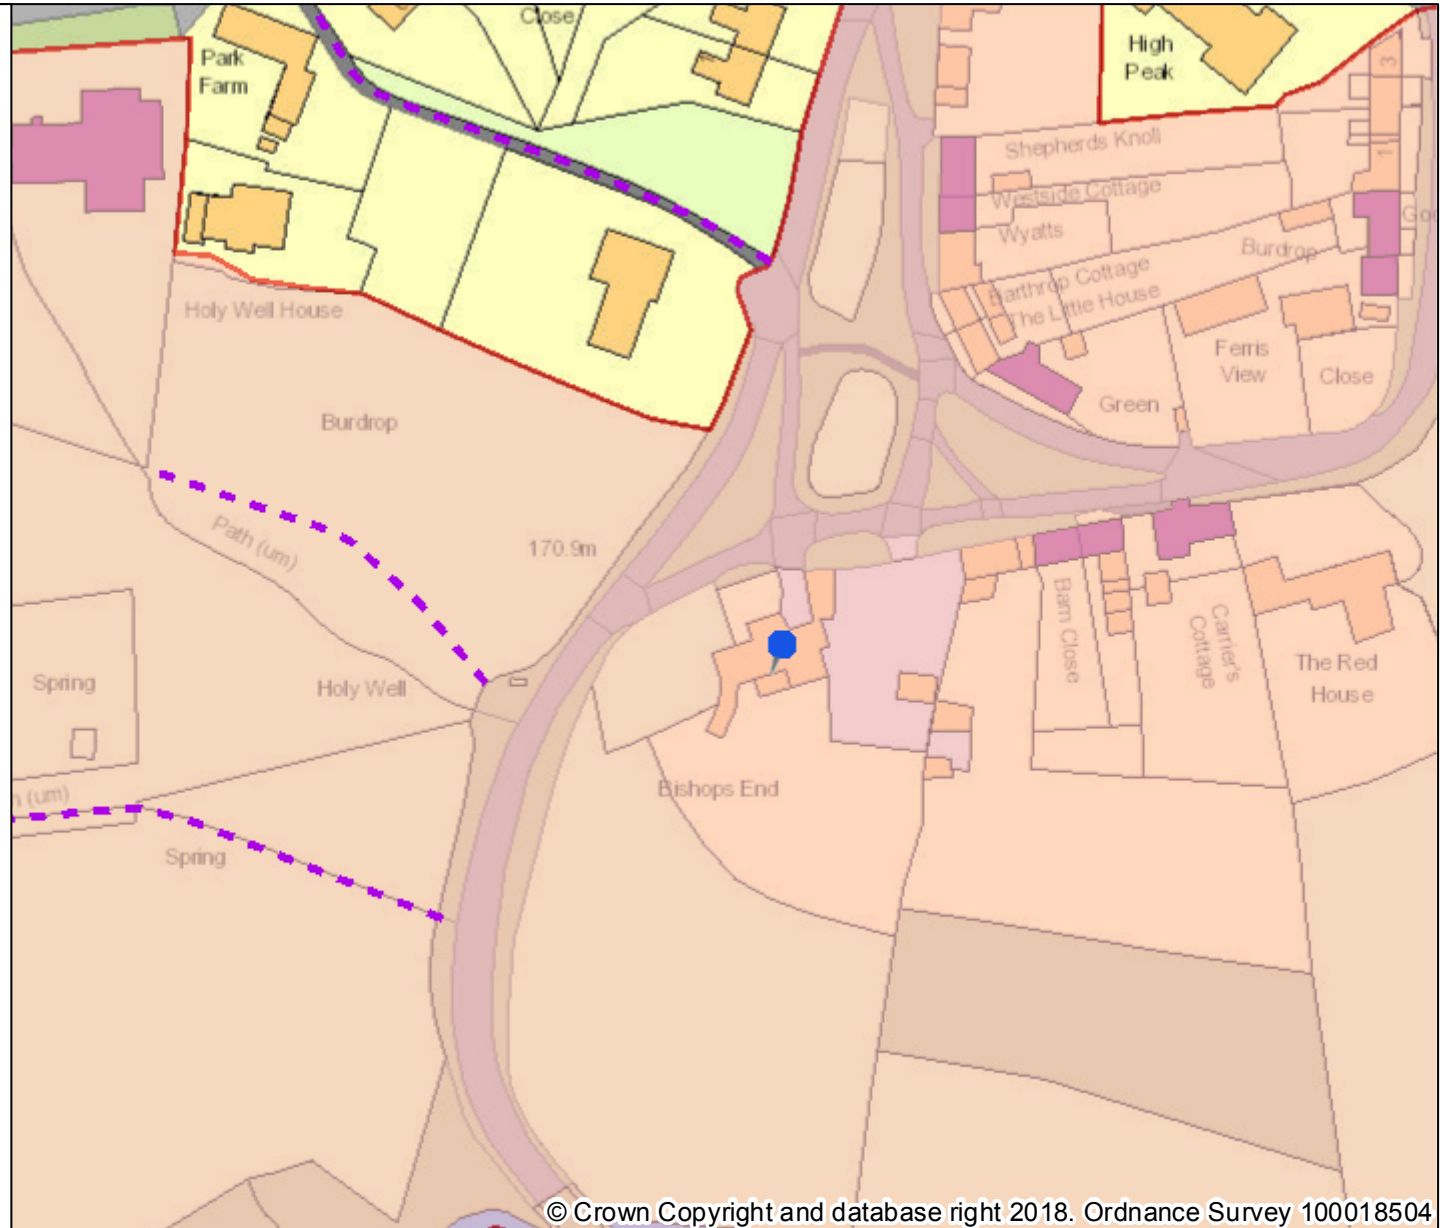 Close
Park
Farm
High
Peak
3
Shepherds Knoll
1
Westside Cottage
Wyatts
Burdrop
Barthrop Cottage
The Little House
Holy Well House
Ferris
View
Close
Green
Burdrop
Path (um)
170.9m
Barn Close
Carrier's
Cottage
The Red
House
Spring
Holy Well
Bishops End
(um)
Spring
© Crown Copyright and database right 2018. Ordnance Survey 100018504